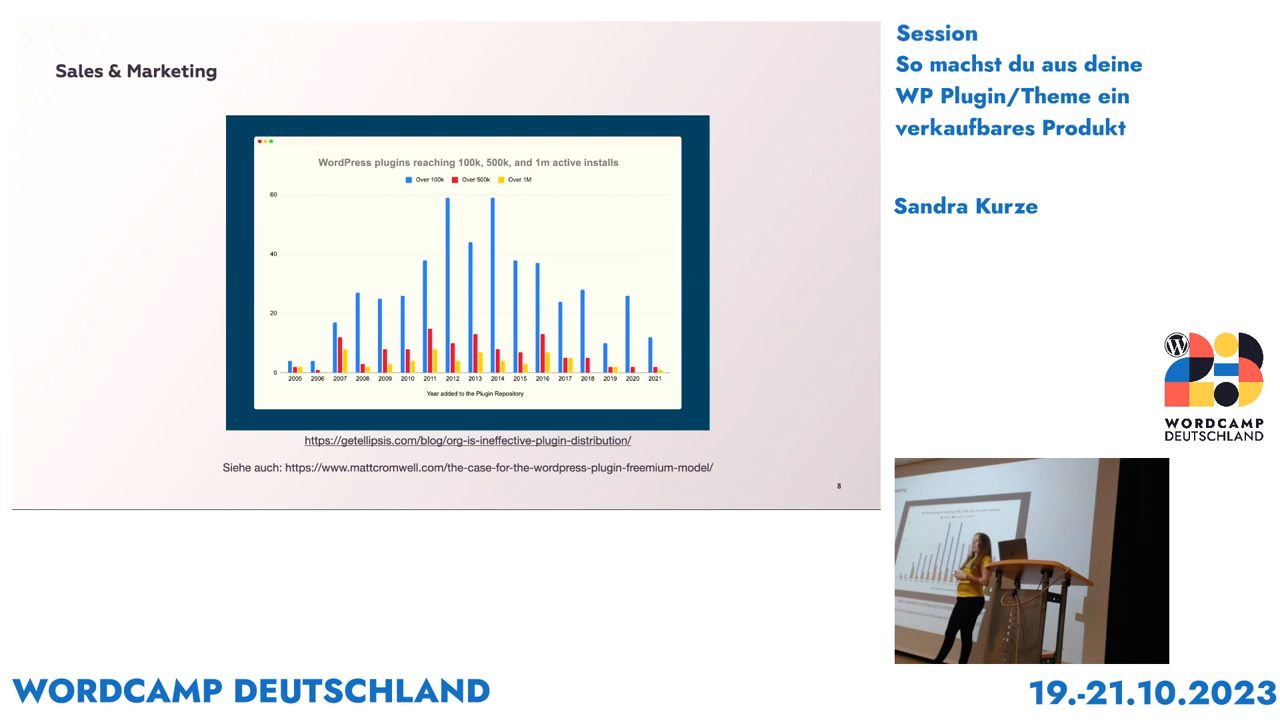 Sales & Marketing
WordPress plugins reaching 100k, 500k, and 1m active installs
Over 100k Over 500k Over 1M
60
40
20
0
2005 2006 2007 2008 2009 2010 2011 2012 2013 2014 2015 2016 2017 2018 2019 2020 2021
Year added to the Plugin Repository
https://getellipsis.com/blog/org-is-ineffective-plugin-distribution/
Siehe auch: https://www.mattcromwell.com/the-case-for-the-wordpress-plugin-freemium-model/
8
Session
So machst du aus deine
WP Plugin/Theme ein
verkaufbares Produkt
Sandra Kurze
W
WORDCAMP
DEUTSCHLAND
WORDCAMP DEUTSCHLAND
19.-21.10.2023